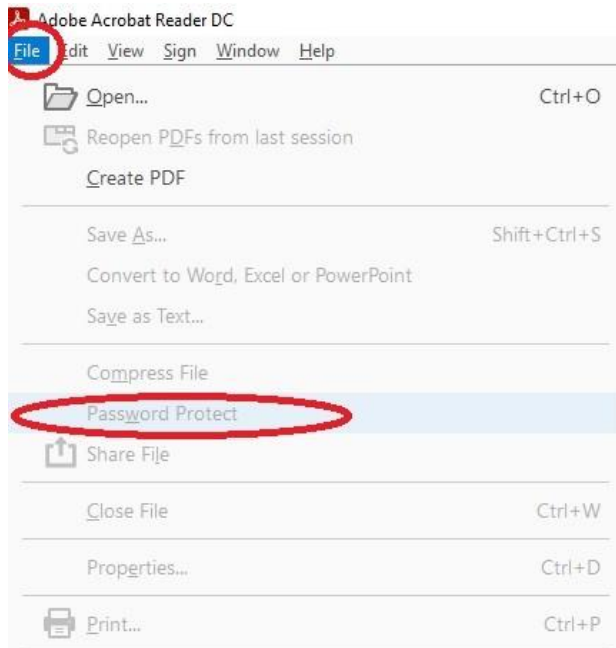 Adobe Acrobat Reader DC
File Edit View Sign Window Help
Open... Ctrl+O
Reopen PDFs from last session
Create PDF
Save As... Shift+Ctrl+S
Convert to Word, Excel or PowerPoint
Save as Text...
Compress File
Password Protect
Share File
Close File Ctrl+W
Properties... Ctrl+D
Print... Ctrl+P